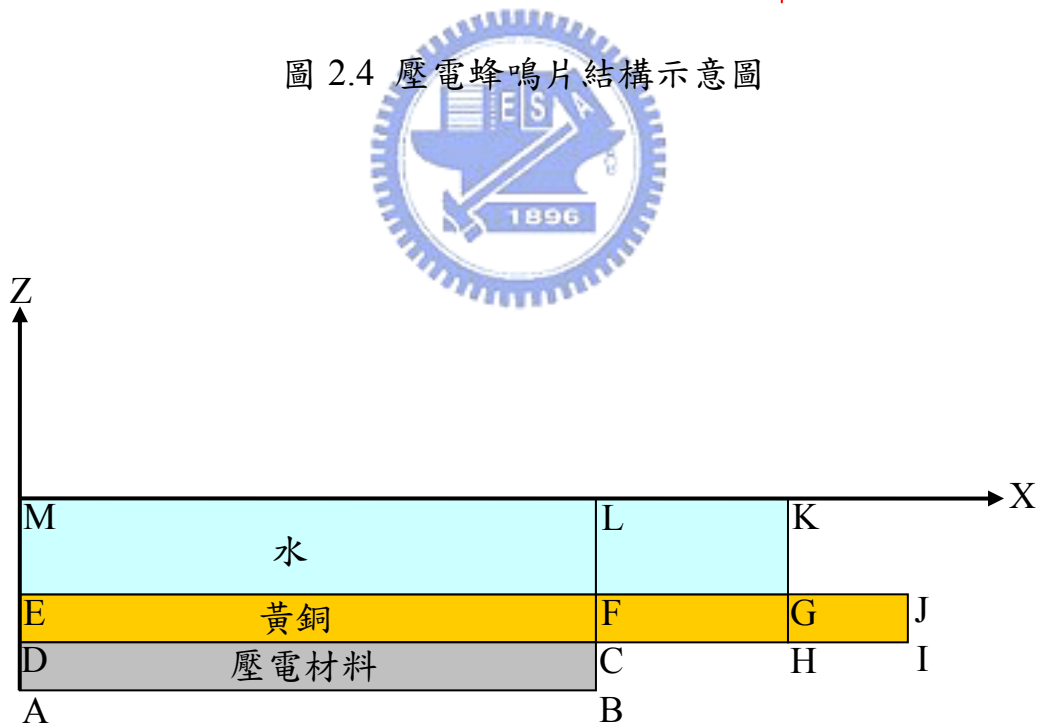 圖 2.4 壓電蜂鳴片結構示意圖
E S A
1896
Z
X
M L K
水
E 黃銅 F G J
D 壓電材料 C H I
A B